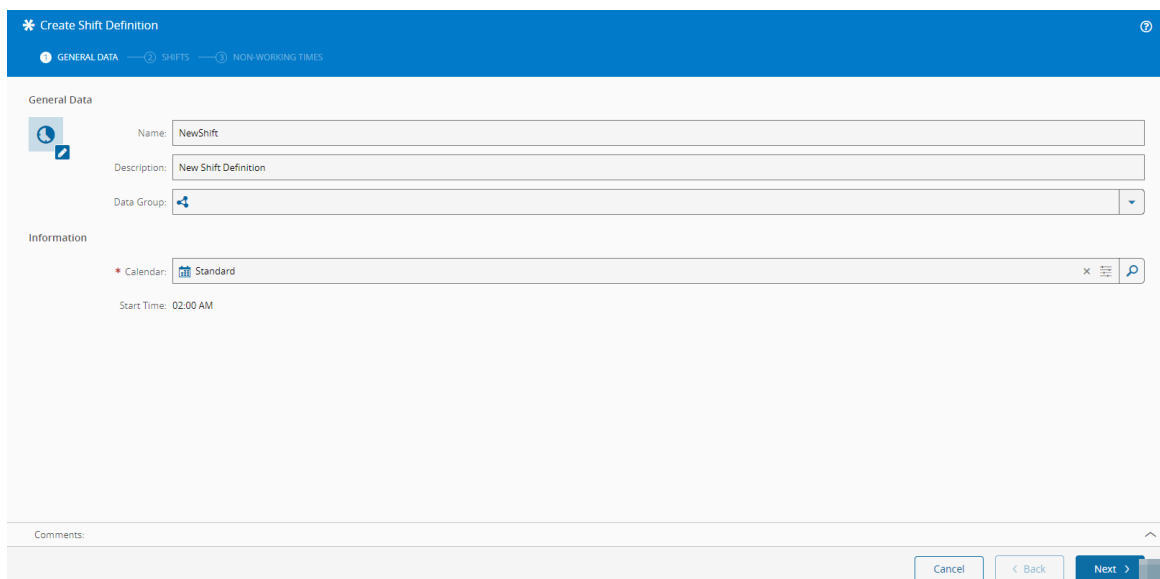 Create Shift Definition
1 GENERAL DATA 2 SHIFTS 3 NON-WORKING TIMES
General Data
Name: NewShift
Description: New Shift Definition
Data Group:
Information
* Calendar: Standard
Start Time: 02:00 AM
Comments:
Cancel < Back Next >